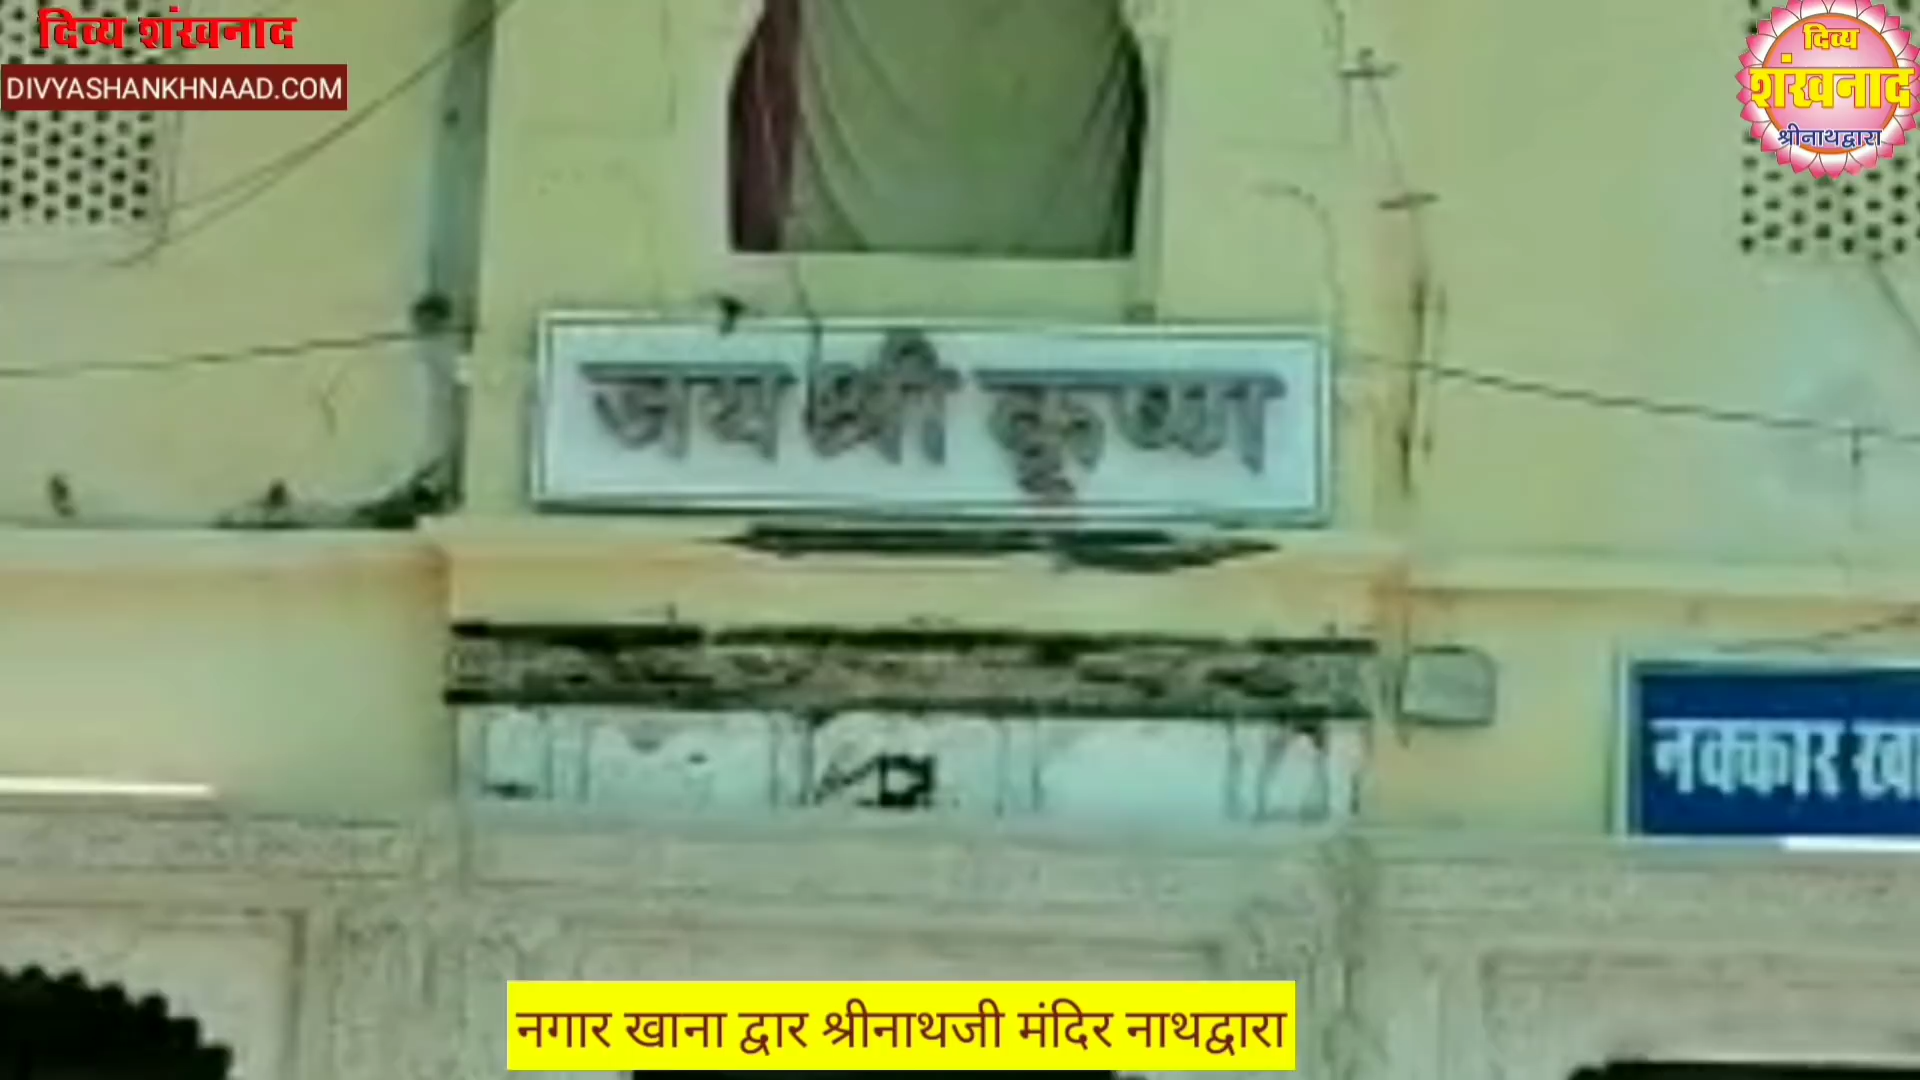 दिव्य शंखनाद
DIVYASHANKHNAAD.COM
दिव्य
शंखनाद
श्रीनाथद्वारा
जय श्री कृष्ण
नक्कार खा
नगार खाना द्वार श्रीनाथजी मंदिर नाथद्वारा